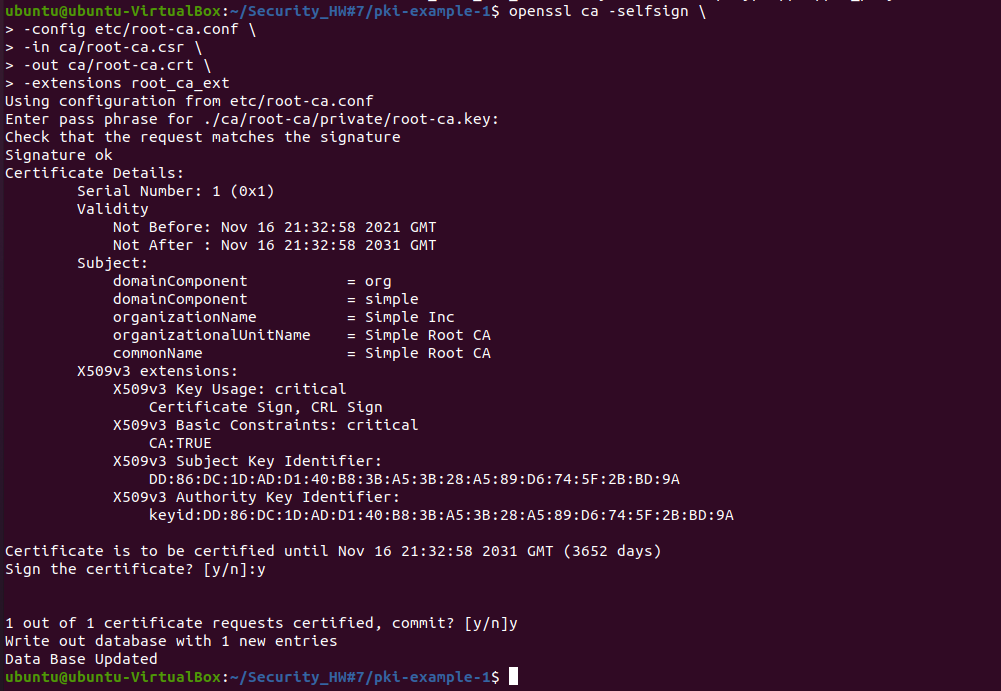 ubuntu@ubuntu-VirtualBox:~/Security_HW#7/pki-example-1$ openssl ca -selfsign \
> -config etc/root-ca.conf \
> -in ca/root-ca.csr \
> -out ca/root-ca.crt \
> -extensions root_ca_ext
Using configuration from etc/root-ca.conf
Enter pass phrase for ./ca/root-ca/private/root-ca.key:
Check that the request matches the signature
Signature ok
Certificate Details:
        Serial Number: 1 (0x1)
        Validity
            Not Before: Nov 16 21:32:58 2021 GMT
            Not After : Nov 16 21:32:58 2031 GMT
        Subject:
            domainComponent           = org
            domainComponent           = simple
            organizationName          = Simple Inc
            organizationalUnitName    = Simple Root CA
            commonName                = Simple Root CA
        X509v3 extensions:
            X509v3 Key Usage: critical
                Certificate Sign, CRL Sign
            X509v3 Basic Constraints: critical
                CA:TRUE
            X509v3 Subject Key Identifier:
                DD:86:DC:1D:AD:D1:40:B8:3B:A5:3B:28:A5:89:D6:74:5F:2B:BD:9A
            X509v3 Authority Key Identifier:
                keyid:DD:86:DC:1D:AD:D1:40:B8:3B:A5:3B:28:A5:89:D6:74:5F:2B:BD:9A

Certificate is to be certified until Nov 16 21:32:58 2031 GMT (3652 days)
Sign the certificate? [y/n]:y


1 out of 1 certificate requests certified, commit? [y/n]y
Write out database with 1 new entries
Data Base Updated
ubuntu@ubuntu-VirtualBox:~/Security_HW#7/pki-example-1$